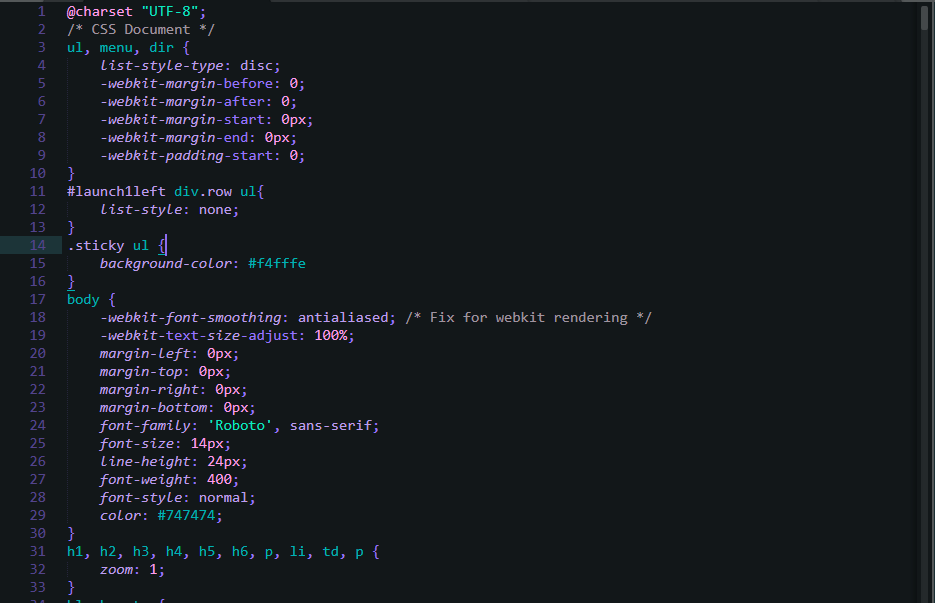 1 @charset "UTF-8";
2 /* CSS Document */
3 ul, menu, dir {
4 list-style-type: disc;
5 -webkit-margin-before: 0;
6 -webkit-margin-after: 0;
7 -webkit-margin-start: 0px;
8 -webkit-margin-end: 0px;
9 -webkit-padding-start: 0;
10 }
11 #launch1left div.row ul{
12 list-style: none;
13 }
14 .sticky ul {
15 background-color: #f4fffe
16 }
17 body {
18 -webkit-font-smoothing: antialiased; /* Fix for webkit rendering */
19 -webkit-text-size-adjust: 100%;
20 margin-left: 0px;
21 margin-top: 0px;
22 margin-right: 0px;
23 margin-bottom: 0px;
24 font-family: 'Roboto', sans-serif;
25 font-size: 14px;
26 line-height: 24px;
27 font-weight: 400;
28 font-style: normal;
29 color: #747474;
30 }
31 h1, h2, h3, h4, h5, h6, p, li, td, p {
32 zoom: 1;
33 }